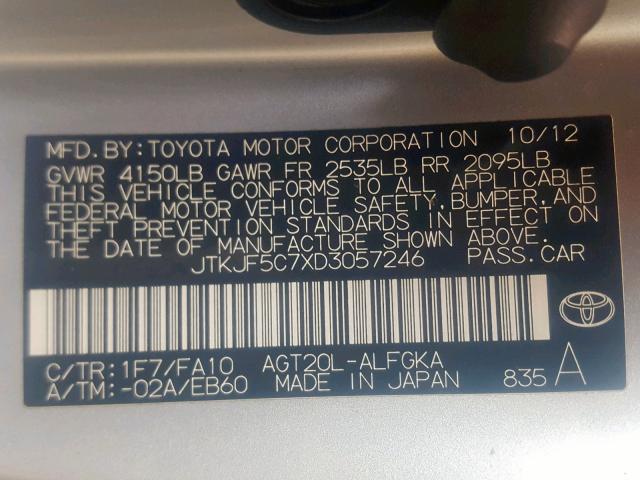 MFD.BY:TOYOTA MOTOR CORPORATION 10/12
GVWR 4150LB GAWR FR 2535LB RR 2095LB
THIS VEHICLE CONFORMS TO ALL APPLICABLE
FEDERAL MOTOR VEHICLE SAFETY,BUMPER,AND
THEFT PREVENTION STANDARDS IN EFFECT ON
THE DATE OF MANUFACTURE SHOWN ABOVE.
JTKJF5C7XD3057246 PASS.CAR
C/TR:1F7/FA10 AGT20L-ALFGKA
A/TM:-02A/EB60 MADE IN JAPAN 835 A